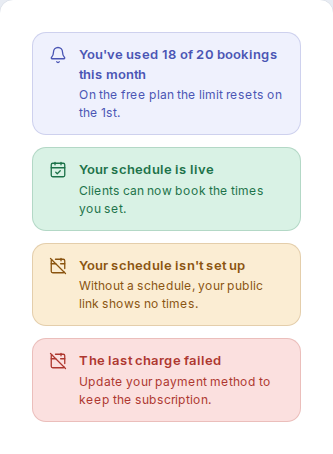 You've used 18 of 20 bookings
this month
On the free plan the limit resets on
the 1st.
Your schedule is live
Clients can now book the times
you set.
Your schedule isn't set up
Without a schedule, your public
link shows no times.
The last charge failed
Update your payment method to
keep the subscription.